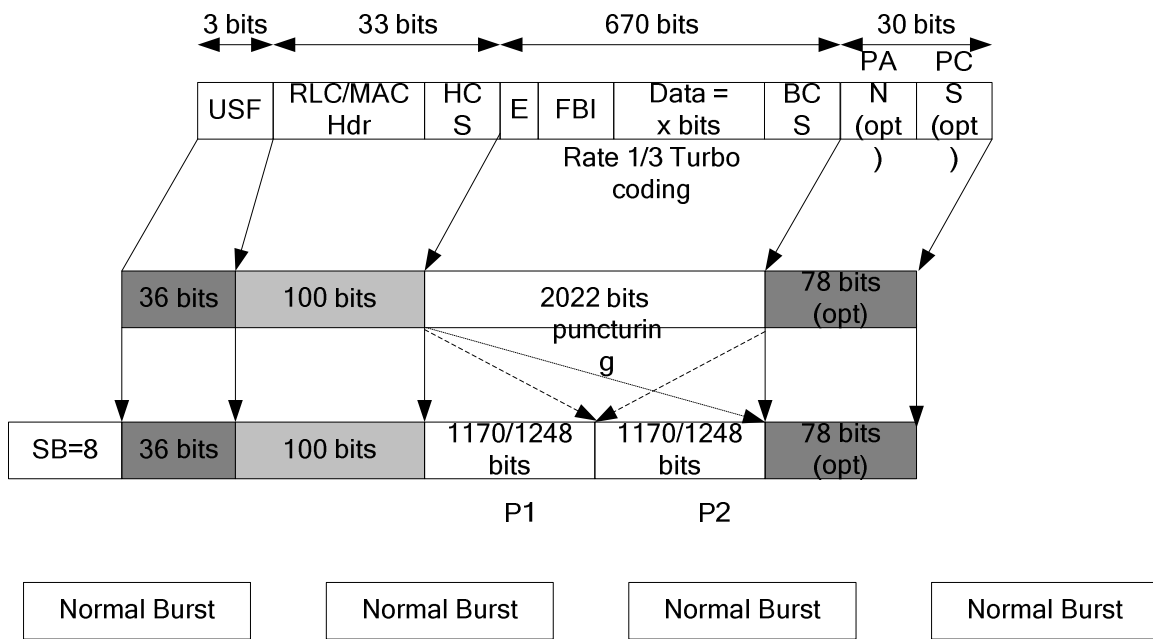 3 bits
33 bits
670 bits
30 bits
USF
RLC/MAC
Hdr
HC
S
E
FBI
Data =
x bits
BC
S
PA
N
(opt
)
PC
S
(opt
)
Rate 1/3 Turbo
coding
36 bits
100 bits
2022 bits
78 bits
(opt)
puncturin
g
SB=8
36 bits
100 bits
1170/1248
bits
1170/1248
bits
78 bits
(opt)
P1
P2
Normal Burst
Normal Burst
Normal Burst
Normal Burst